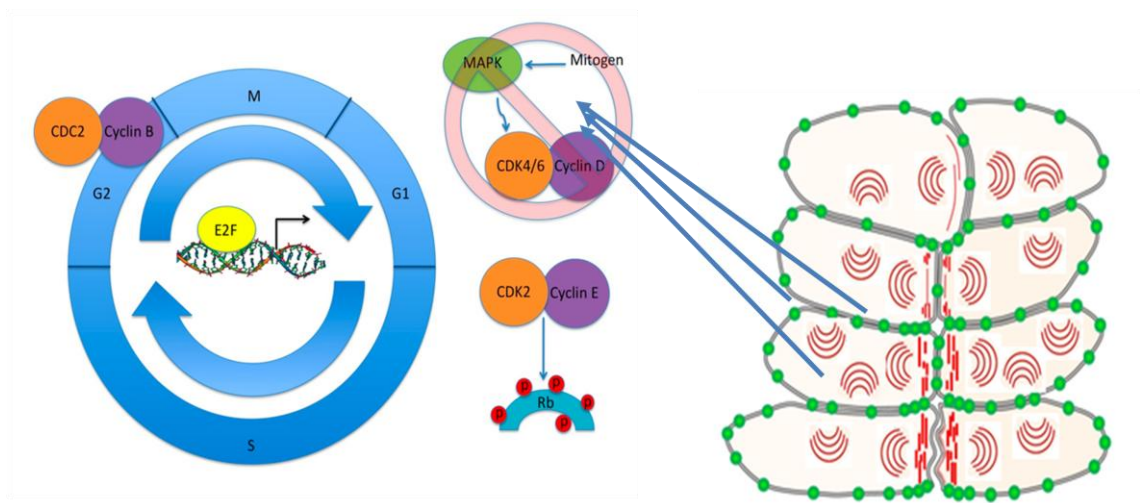 M
MAPK
Mitogen
CDC2
Cyclin B
CDK4/6
Cyclin D
G2
G1
E2F
CDK2
Cyclin E
P
P
P
P
Rb
P
S